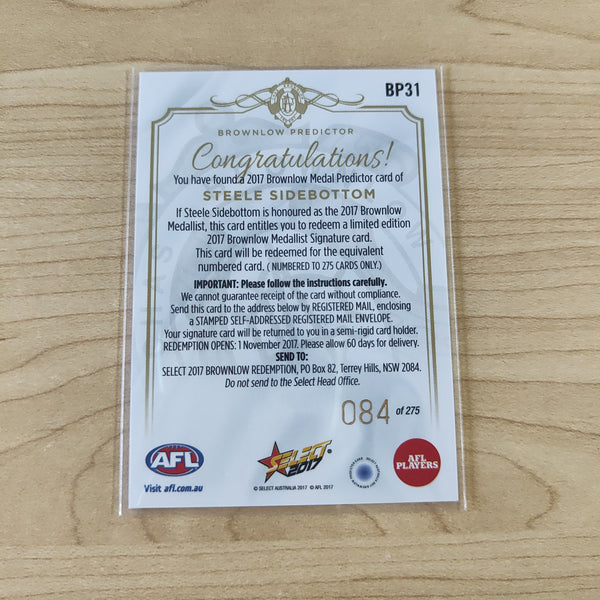 BP31
BROWNLOW PREDICTOR
Congratulations!
You have found a 2017 Brownlow Medal Predictor card of
STEELE SIDEBOTTOM
If Steele Sidebottom is honoured as the 2017 Brownlow
Medallist, this card entitles you to redeem a limited edition
2017 Brownlow Medallist Signature card.
This card will be redeemed for the equivalent
numbered card. ( NUMBERED TO 275 CARDS ONLY.)
IMPORTANT: Please follow the instructions carefully.
We cannot guarantee receipt of the card without compliance.
Send this card to the address below by REGISTERED MAIL, enclosing
a STAMPED SELF-ADDRESSED REGISTERED MAIL ENVELOPE.
Your signature card will be returned to you in a semi-rigid card holder.
REDEMPTION OPENS: 1 November 2017. Please allow 60 days for delivery.
SEND TO:
SELECT 2017 BROWNLOW REDEMPTION, PO Box 82, Terrey Hills, NSW 2084.
Do not send to the Select Head Office.
084 of 275
AFL
SELECT
2017
AFL
PLAYERS
Visit afl.com.au
© SELECT AUSTRALIA 2017 © AFL 2017